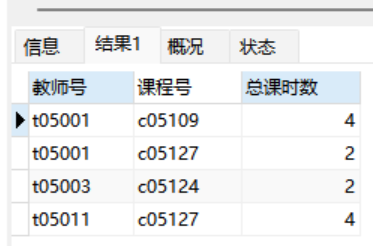 信息 结果1 概况 状态
教师号 课程号 总课时数
t05001 c05109 4
t05001 c05127 2
t05003 c05124 2
t05011 c05127 4